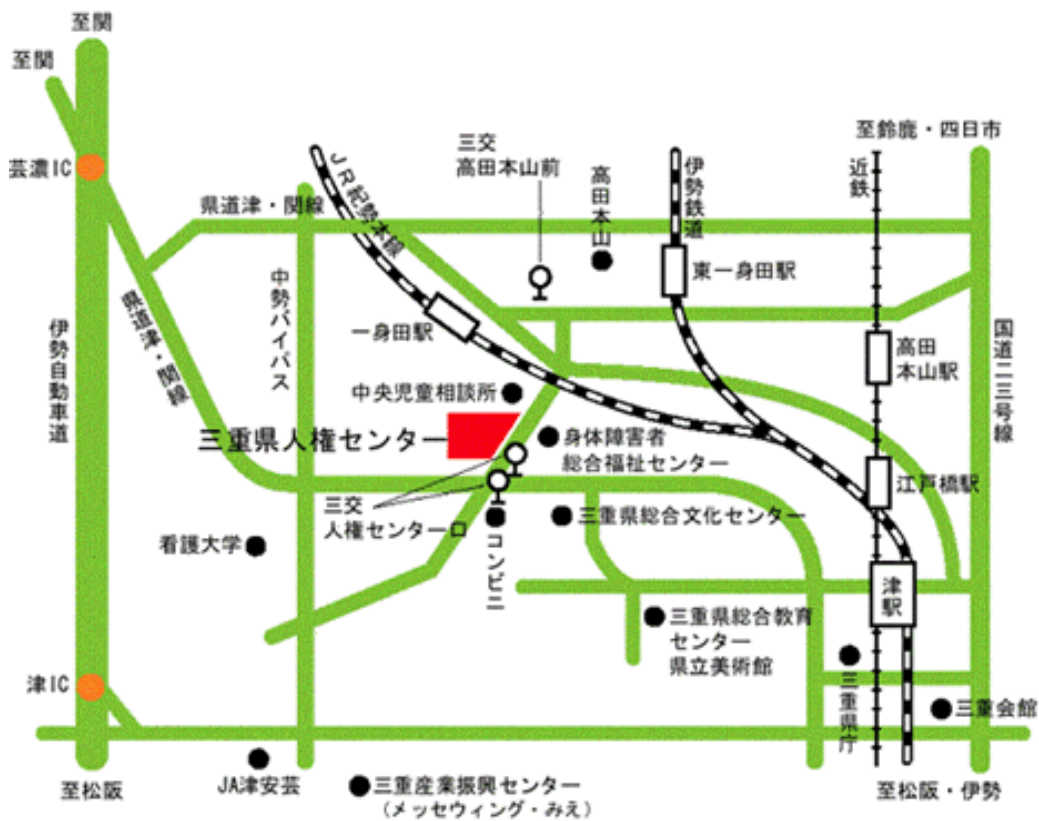 至関
至関
芸濃IC
三交
高田本山前
高田本山
伊勢鉄道
近鉄
至鈴鹿・四日市
県道津・関線
JR紀勢本線
東一身田駅
中勢バイパス
県道津・関線
伊勢自動車道
一身田駅
高田
本山駅
国道二三号線
中央児童相談所
三重県人権センター
身体障害者
総合福祉センター
江戸橋駅
三交
人権センター口
三重県総合文化センター
コンビニ
看護大学
津駅
三重県総合教育
センター
県立美術館
三重県庁
津IC
三重会館
至松阪
JA津安芸
三重産業振興センター
(メッセウィング・みえ)
至松阪・伊勢